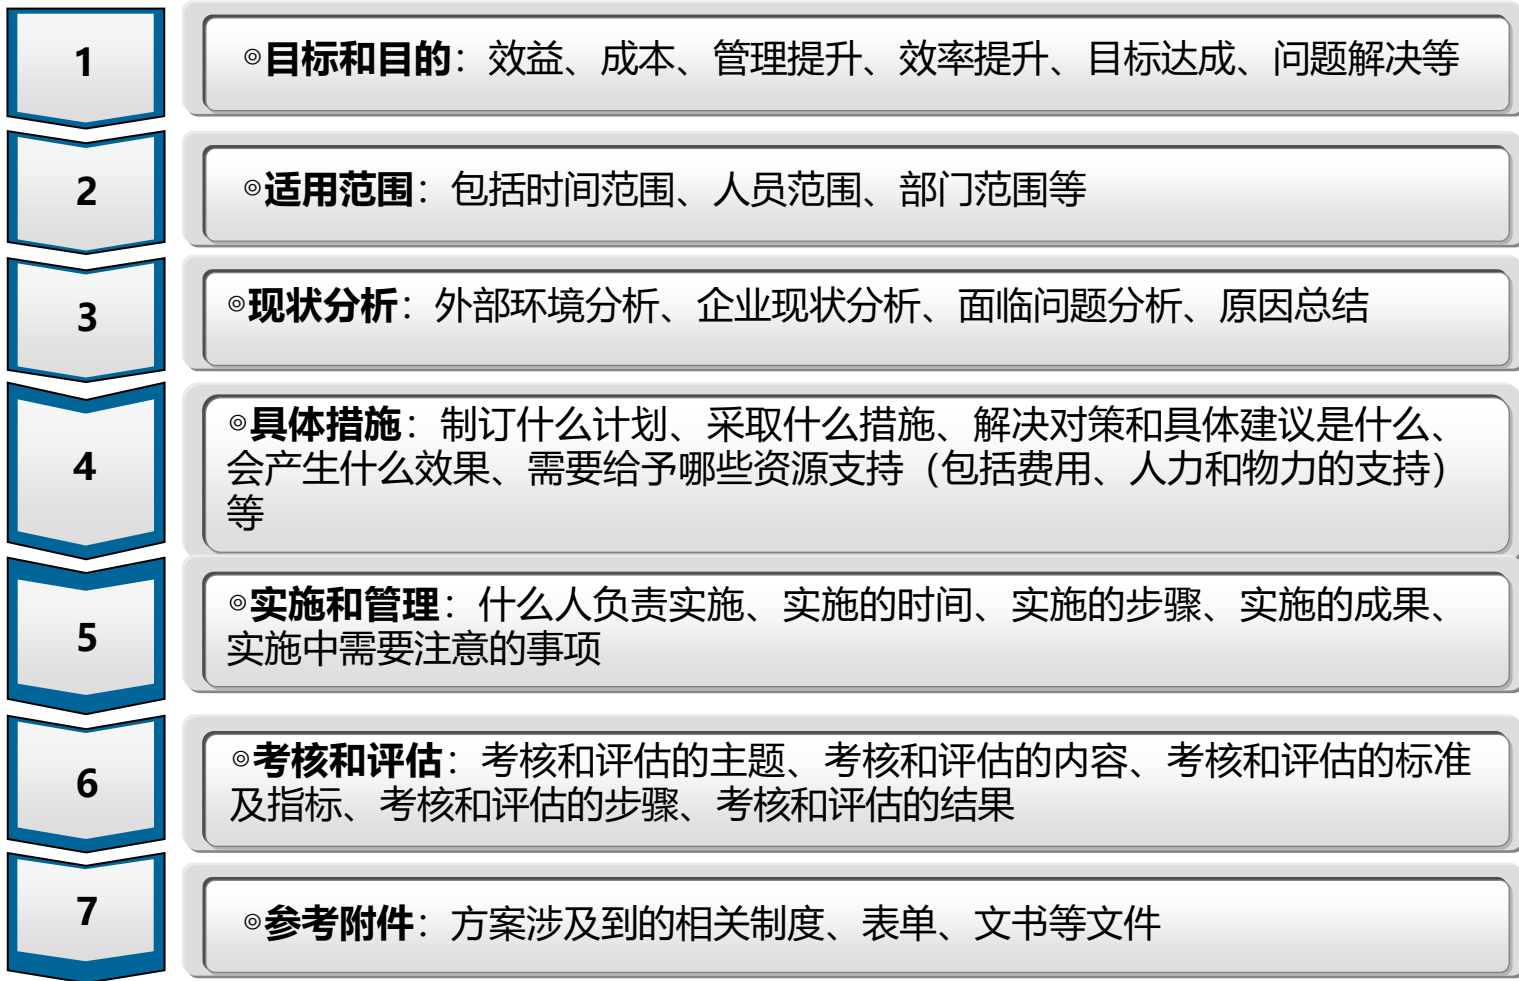 1
◎目标和目的：效益、成本、管理提升、效率提升、目标达成、问题解决等
2
◎适用范围：包括时间范围、人员范围、部门范围等
3
◎现状分析：外部环境分析、企业现状分析、面临问题分析、原因总结
4
◎具体措施：制订什么计划、采取什么措施、解决对策和具体建议是什么、
会产生什么效果、需要给予哪些资源支持（包括费用、人力和物力的支持）
等
5
◎实施和管理：什么人负责实施、实施的时间、实施的步骤、实施的成果、
实施中需要注意的事项
6
◎考核和评估：考核和评估的主题、考核和评估的内容、考核和评估的标准
及指标、考核和评估的步骤、考核和评估的结果
7
◎参考附件：方案涉及到的相关制度、表单、文书等文件